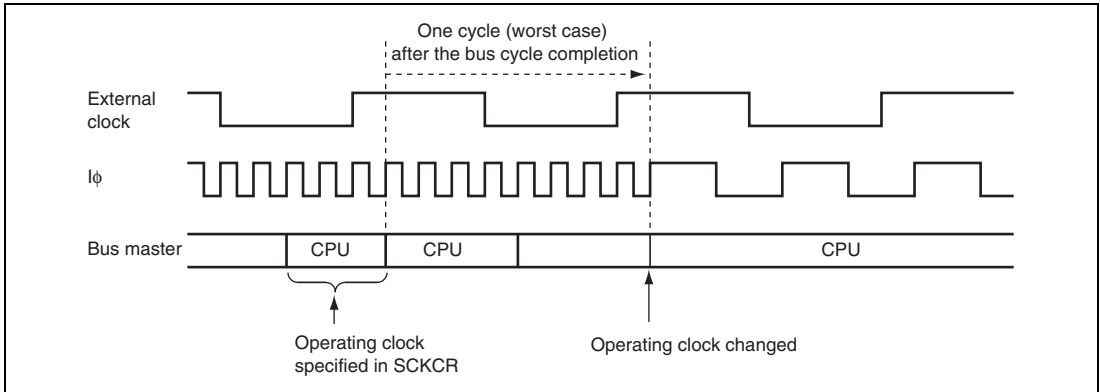 One cycle (worst case)
after the bus cycle completion
External
clock
Iϕ
Bus master
CPU
CPU
CPU
Operating clock
specified in SCKCR
Operating clock changed